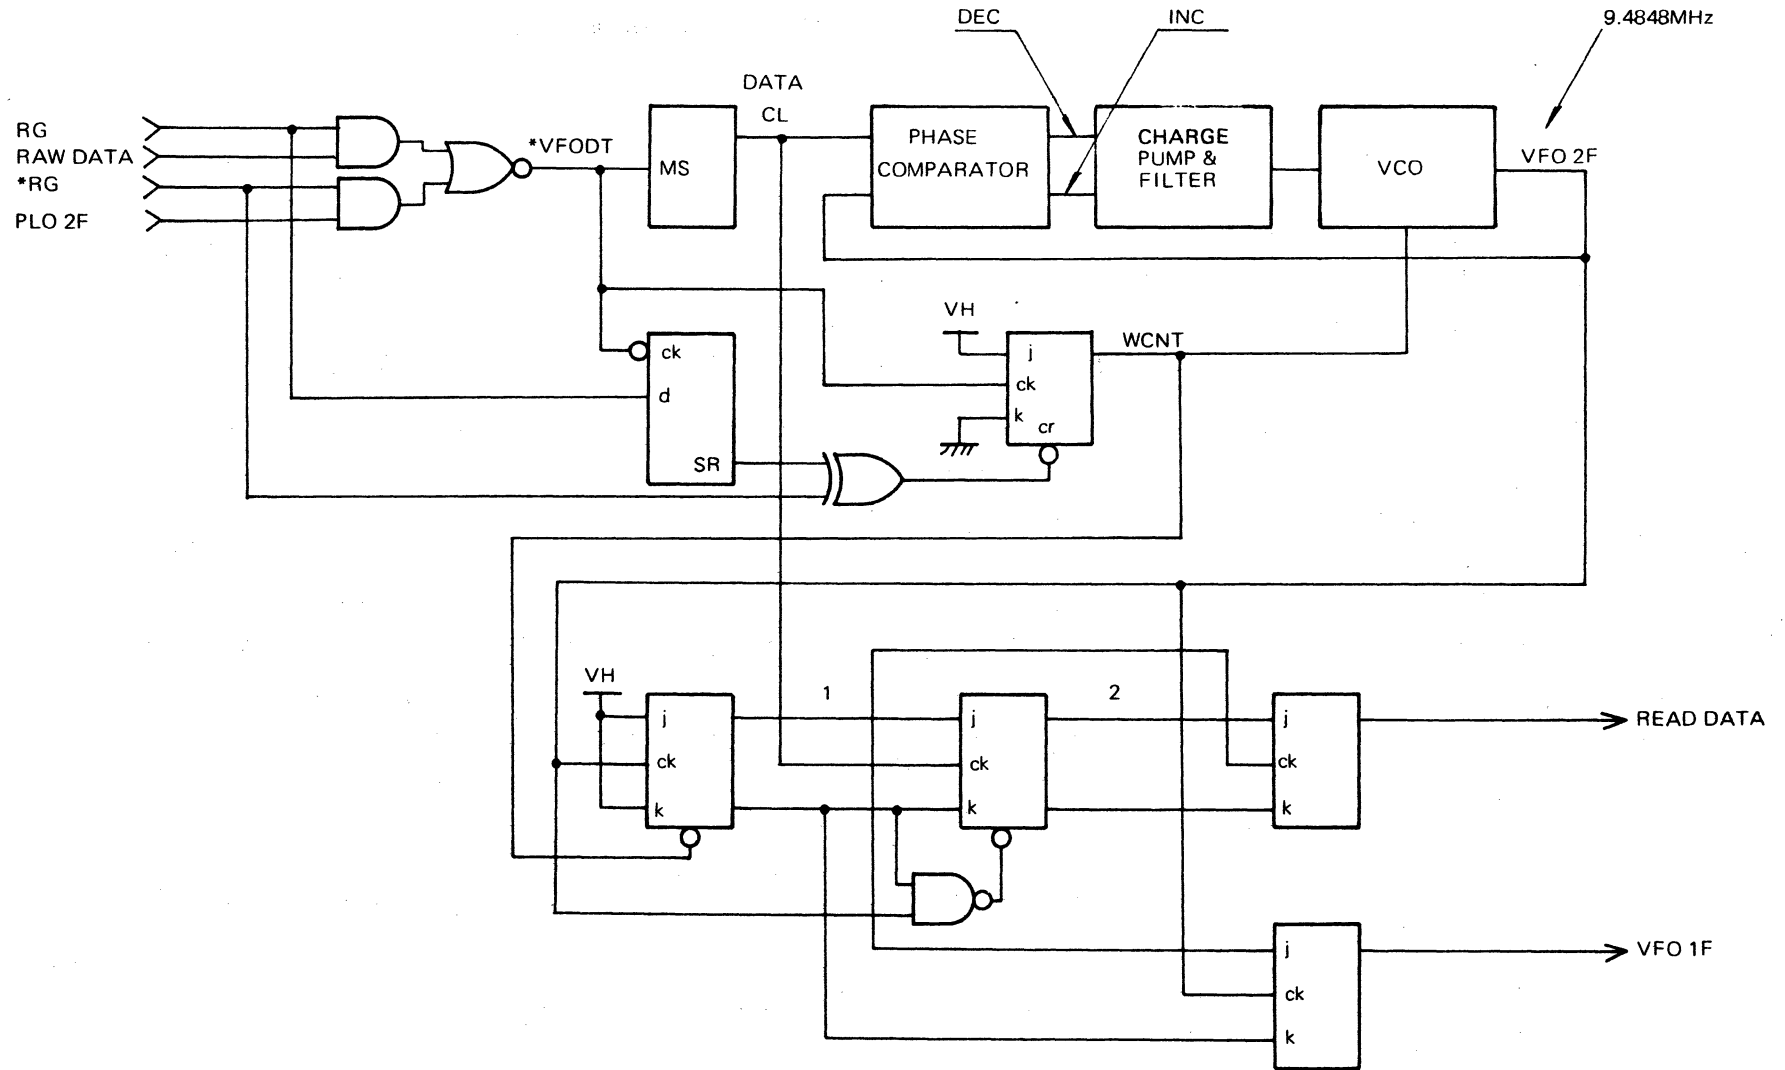 DEC
INC
9.4848MHz
DATA
CL
RG
RAW DATA
*RG
PLO 2F
*VFODT
MS
PHASE
COMPARATOR
CHARGE
PUMP &
FILTER
VCO
VFO 2F
VH
WCNT
ck
d
SR
j
ck
k
cr
VH
1
2
j
ck
k
j
ck
k
j
ck
k
READ DATA
j
ck
k
VFO 1F